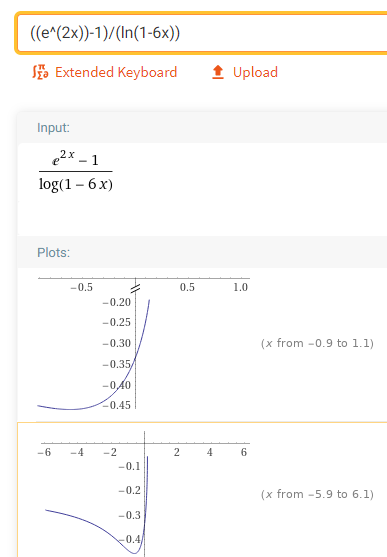 ((e^(2x))-1)/(ln(1-6x))
Extended Keyboard Upload
Input:
e^(2x) − 1
log(1 − 6 x)
Plots:
−0.5 0.5 1.0
−0.20
−0.25
−0.30
−0.35
−0.40
−0.45
(x from −0.9 to 1.1)
−6 −4 −2 2 4 6
−0.1
−0.2
−0.3
−0.4
(x from −5.9 to 6.1)